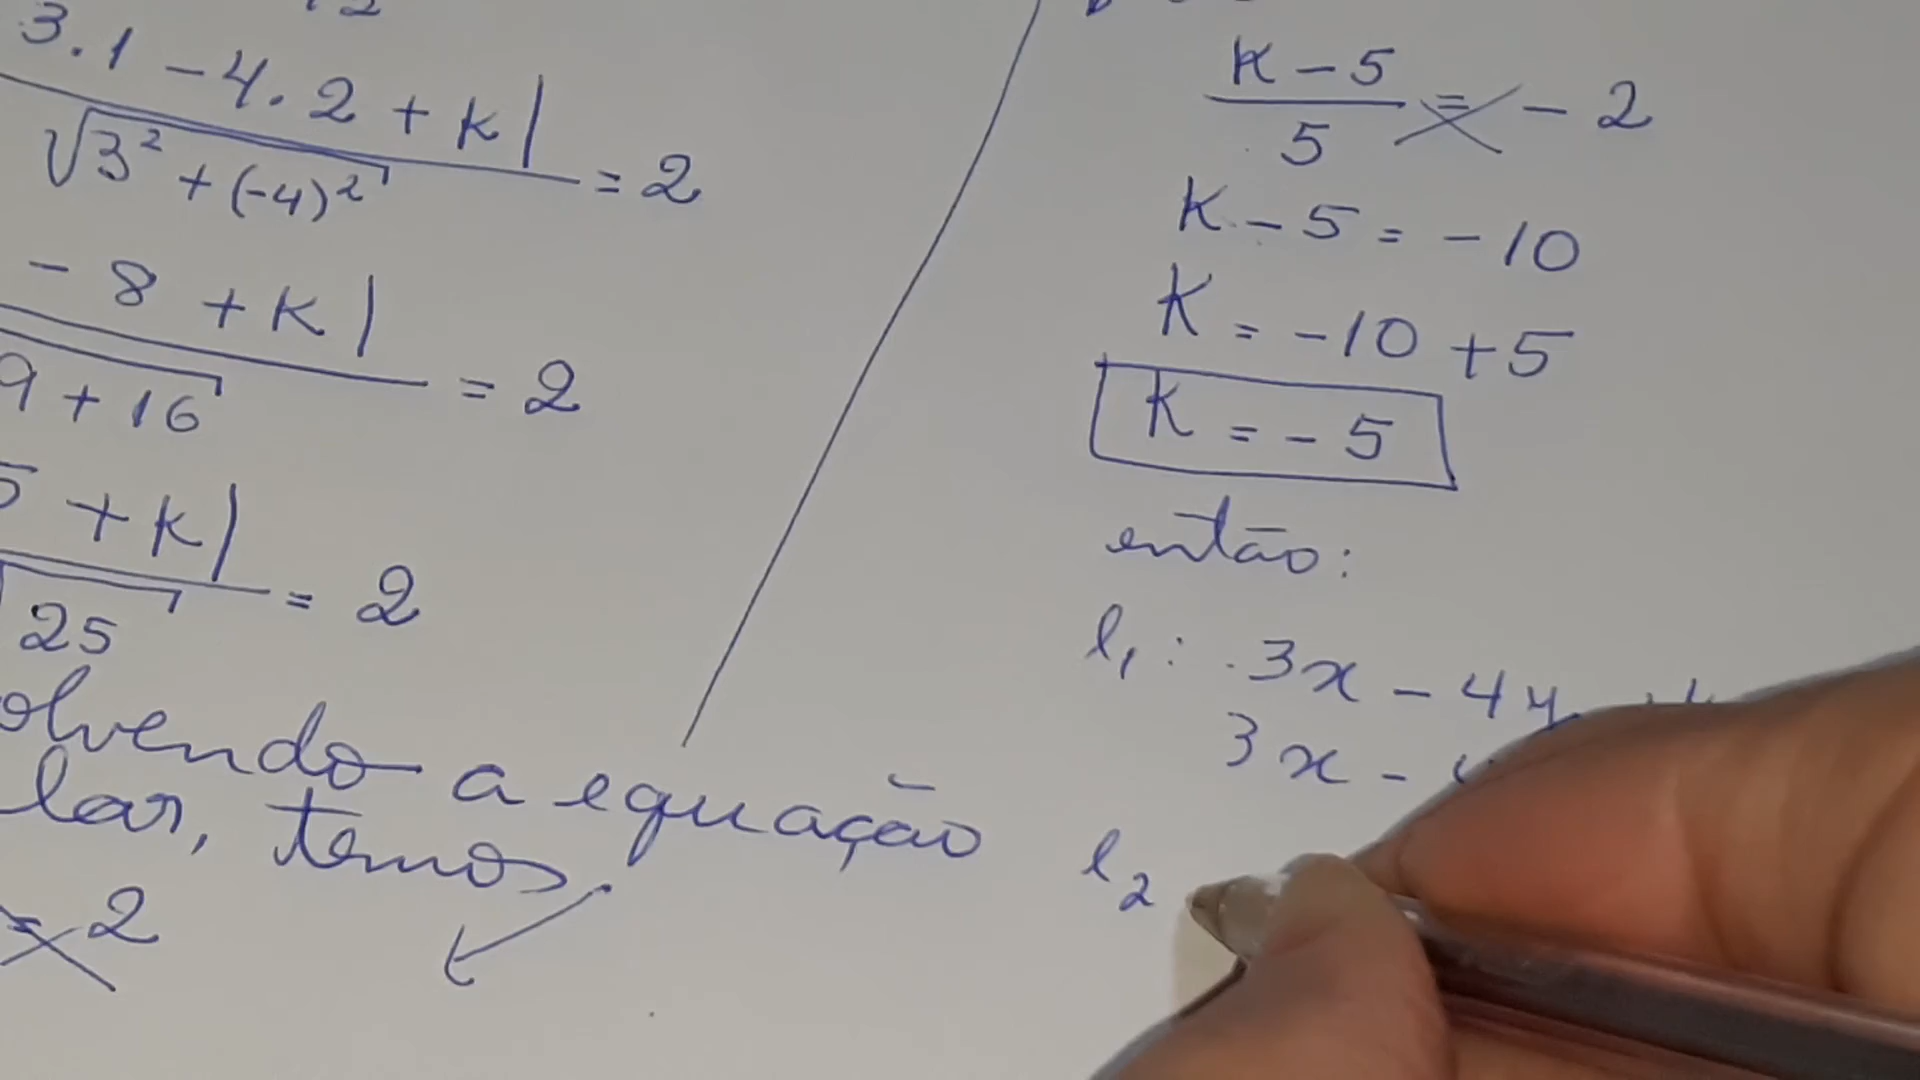 3.1 - 4.2 + K|
√3² + (-4)² = 2
- 8 + K|
9 + 16 = 2
5 + K|
25 = 2
olvendo a equação
lar, temos
= 2
K - 5
5 = - 2
K - 5 = - 10
K = - 10 + 5
K = - 5
então:
l₁ : 3x - 4y
3x -
l₂